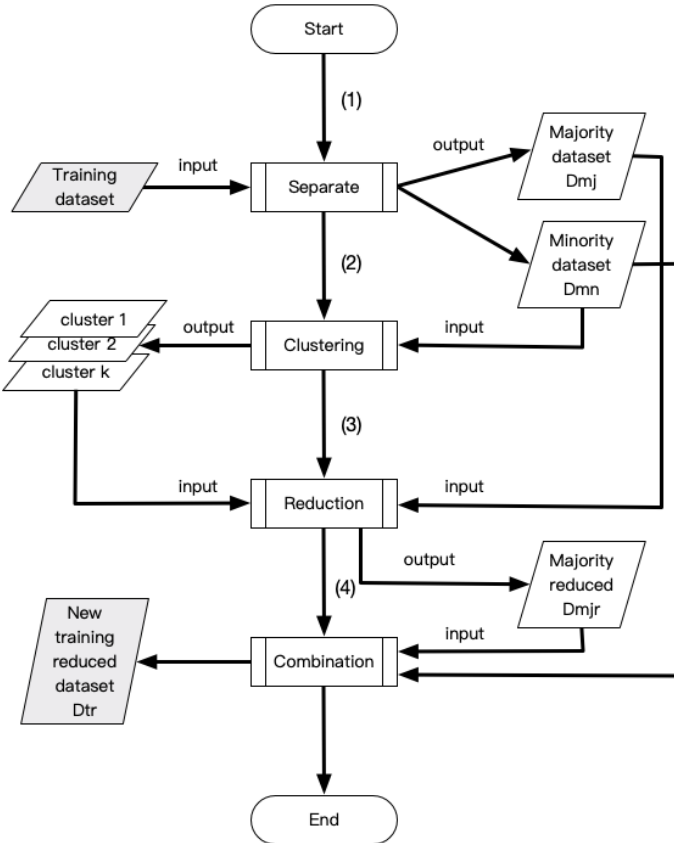 Start
(1)
Training
dataset
input
Separate
output
Majority
dataset
Dmj
(2)
Minority
dataset
Dmn
cluster 1
cluster 2
cluster k
output
Clustering
input
(3)
input
Reduction
input
(4)
output
Majority
reduced
Dmjr
New
training
reduced
dataset
Dtr
Combination
input
End